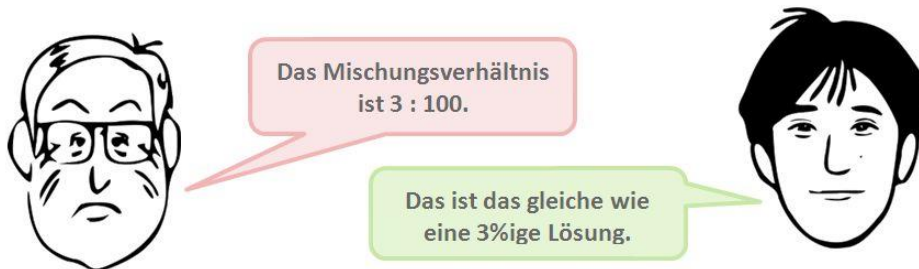 Das Mischungsverhältnis
ist 3 : 100.
Das ist das gleiche wie
eine 3%ige Lösung.